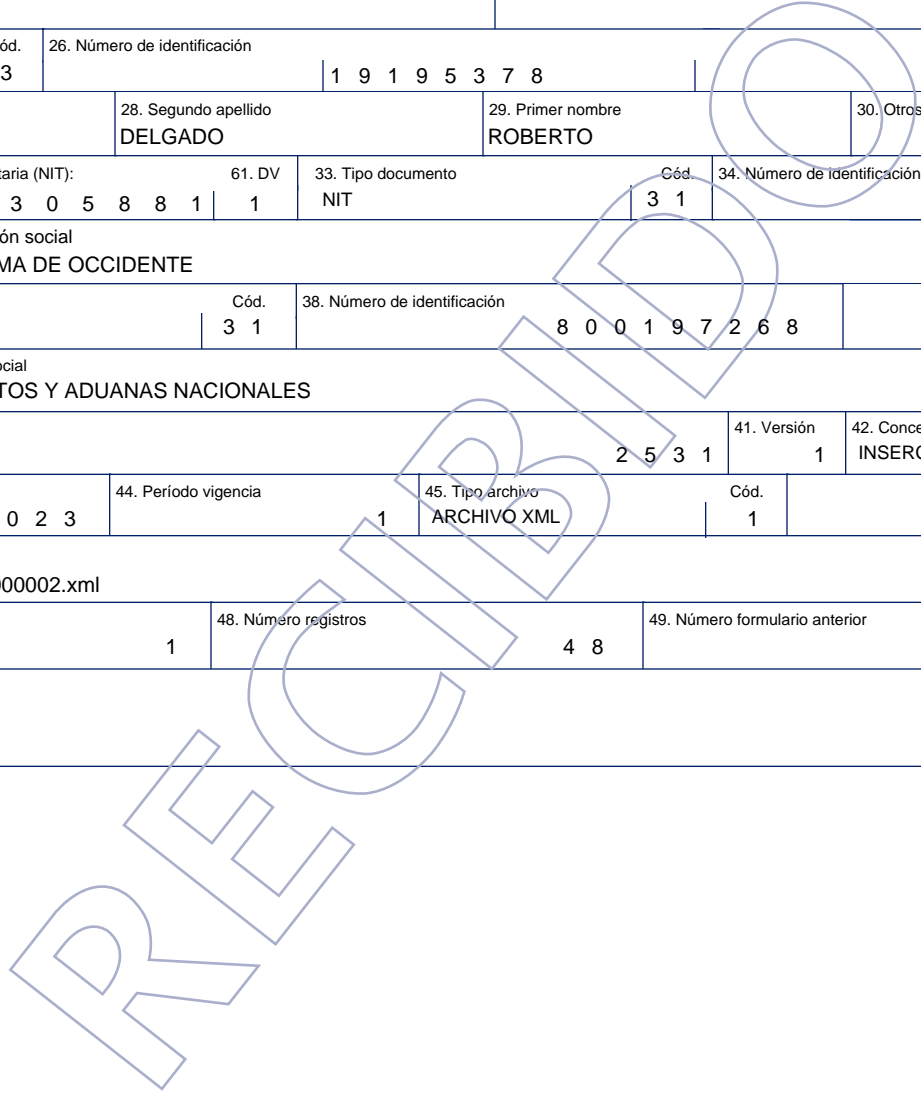 ód. 26. Número de identificación
3 1 9 1 9 5 3 7 8
28. Segundo apellido 29. Primer nombre 30. Otros
DELGADO ROBERTO
taria (NIT): 61. DV 33. Tipo documento Cód. 34. Número de identificación
3 0 5 8 8 1 1 NIT 3 1
ón social
MA DE OCCIDENTE
Cód. 38. Número de identificación
3 1 8 0 0 1 9 7 2 6 8
ocial
TOS Y ADUANAS NACIONALES
41. Versión 42. Conce
2 5 3 1 1 INSERC
44. Período vigencia 45. Tipo archivo Cód.
0 2 3 1 ARCHIVO XML 1
000002.xml
48. Número registros 49. Número formulario anterior
1 4 8
RECIBIDO